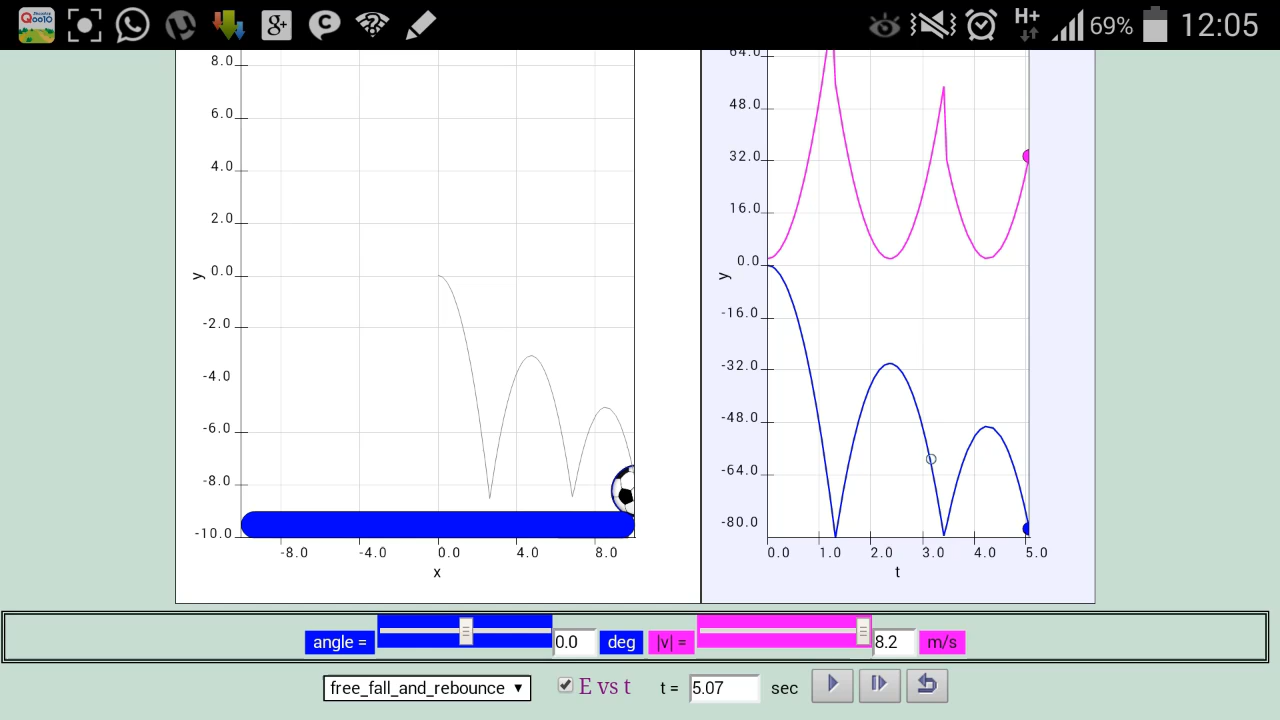 Qoo10
C
g+
H+
69%
12:05
8.0
6.0
4.0
2.0
0.0
-2.0
-4.0
-6.0
-8.0
-10.0
y
-8.0 -4.0 0.0 4.0 8.0
x
64.0
48.0
32.0
16.0
0.0
-16.0
-32.0
-48.0
-64.0
-80.0
y
0.0 1.0 2.0 3.0 4.0 5.0
t
angle = 0.0 deg |v| = 8.2 m/s
free_fall_and_rebounce E vs t t = 5.07 sec